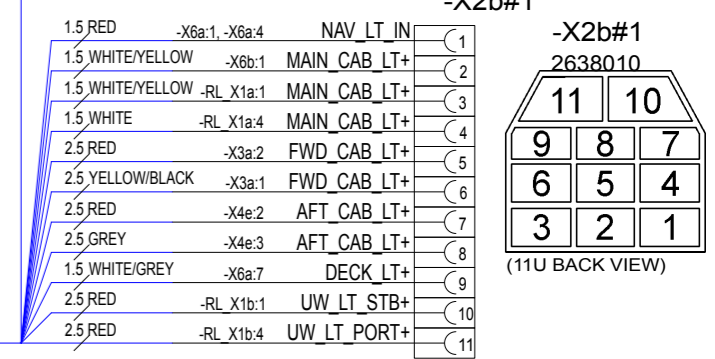 -X2b#1
1.5 RED -X6a:1, -X6a:4 NAV_LT_IN 1
1.5 WHITE/YELLOW -X6b:1 MAIN_CAB_LT+ 2
1.5 WHITE/YELLOW -RL_X1a:1 MAIN_CAB_LT+ 3
1.5 WHITE -RL_X1a:4 MAIN_CAB_LT+ 4
2.5 RED -X3a:2 FWD_CAB_LT+ 5
2.5 YELLOW/BLACK -X3a:1 FWD_CAB_LT+ 6
2.5 RED -X4e:2 AFT_CAB_LT+ 7
2.5 GREY -X4e:3 AFT_CAB_LT+ 8
1.5 WHITE/GREY -X6a:7 DECK_LT+ 9
2.5 RED -RL_X1b:1 UW_LT_STB+ 10
2.5 RED -RL_X1b:4 UW_LT_PORT+ 11
-X2b#1
2638010
11 10
9 8 7
6 5 4
3 2 1
(11U BACK VIEW)